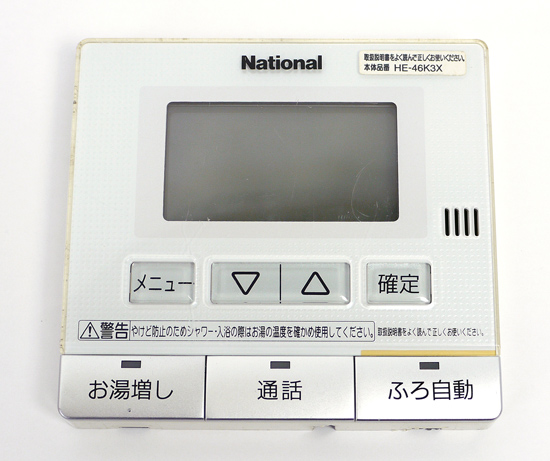 National
取扱説明書をよく読んで正しくお使いください。
本体品番 HE-46K3X
メニュー
確定
警告 やけど防止のためシャワー・入浴の際はお湯の温度を確かめ使用してください。
取扱説明書をよく読んで正しくお使いください。
お湯増し 通話 ふろ自動